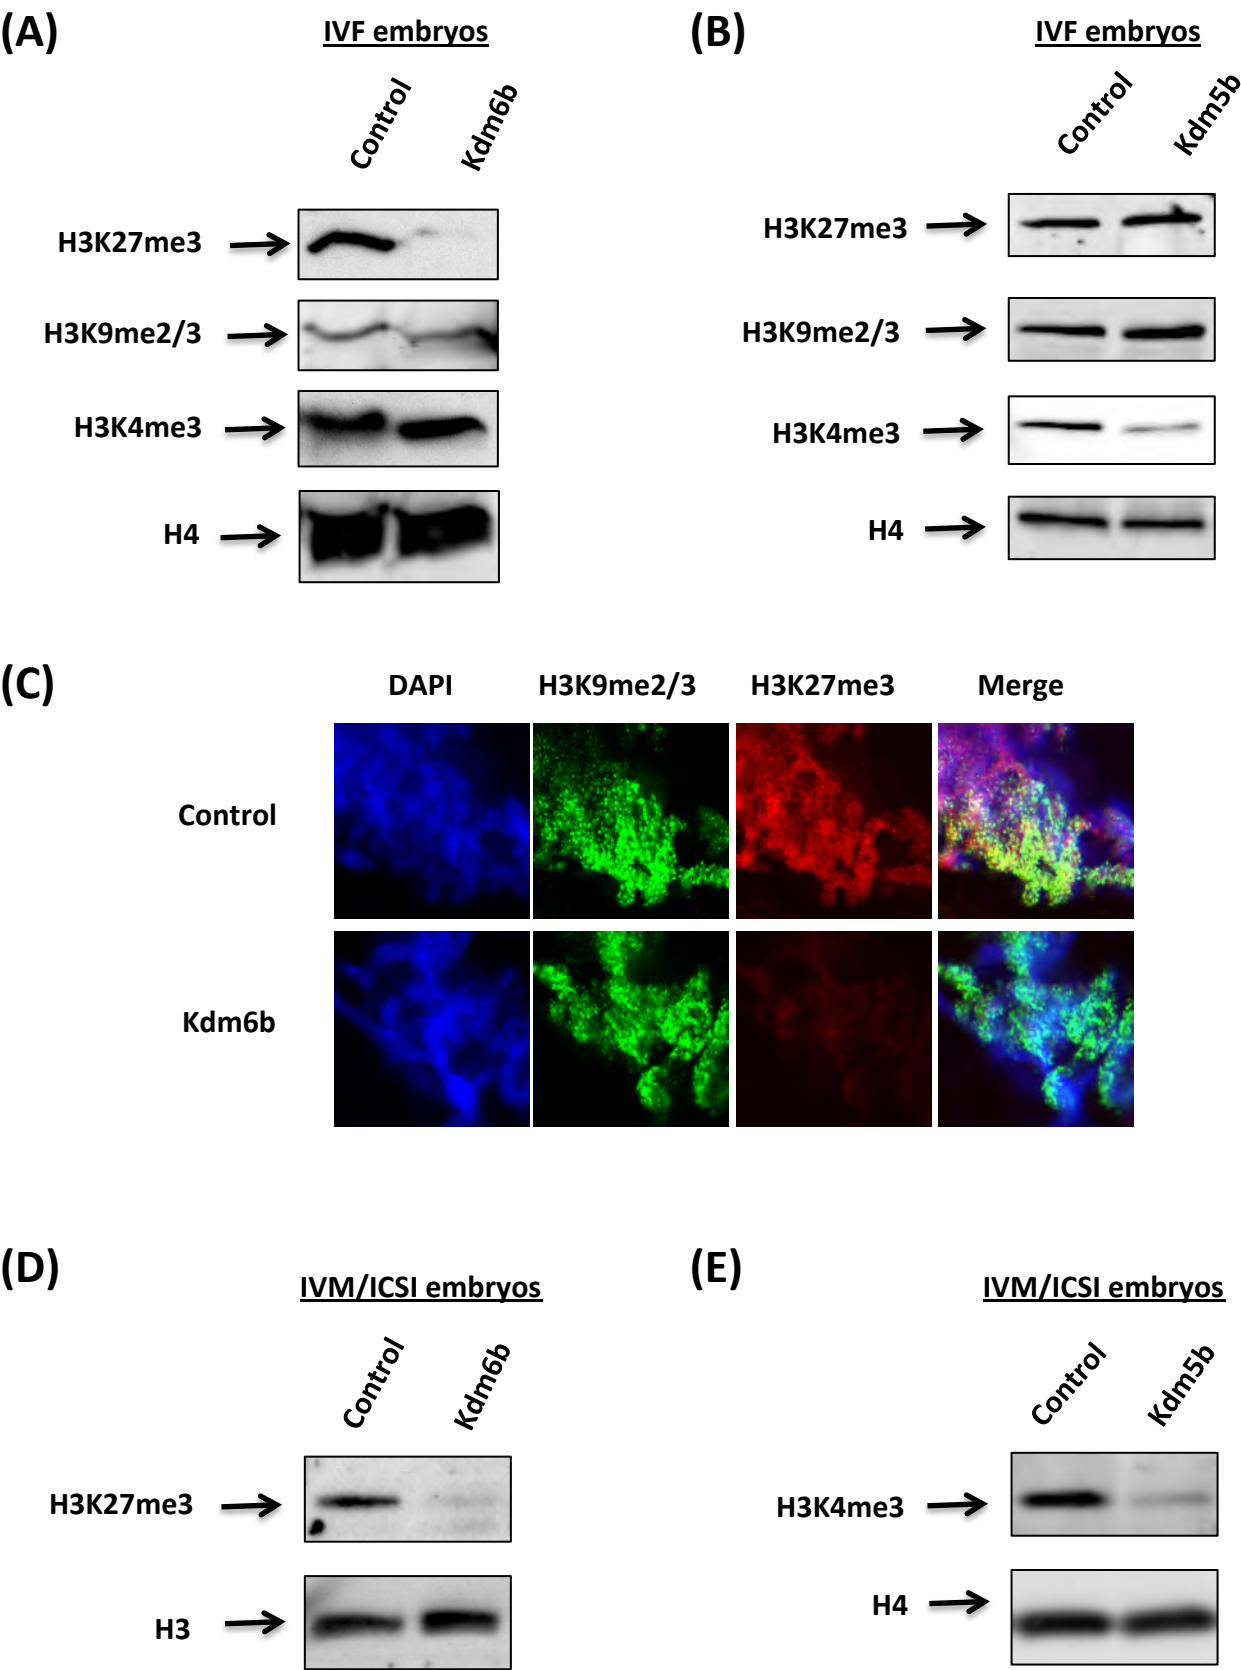 (A)
IVF embryos
Control
Kdm6b
H3K27me3
H3K9me2/3
H3K4me3
H4
(B)
IVF embryos
Control
Kdm5b
H3K27me3
H3K9me2/3
H3K4me3
H4
(C)
DAPI
H3K9me2/3
H3K27me3
Merge
Control
Kdm6b
(D)
IVM/ICSI embryos
Control
Kdm6b
H3K27me3
H3
(E)
IVM/ICSI embryos
Control
Kdm5b
H3K4me3
H4